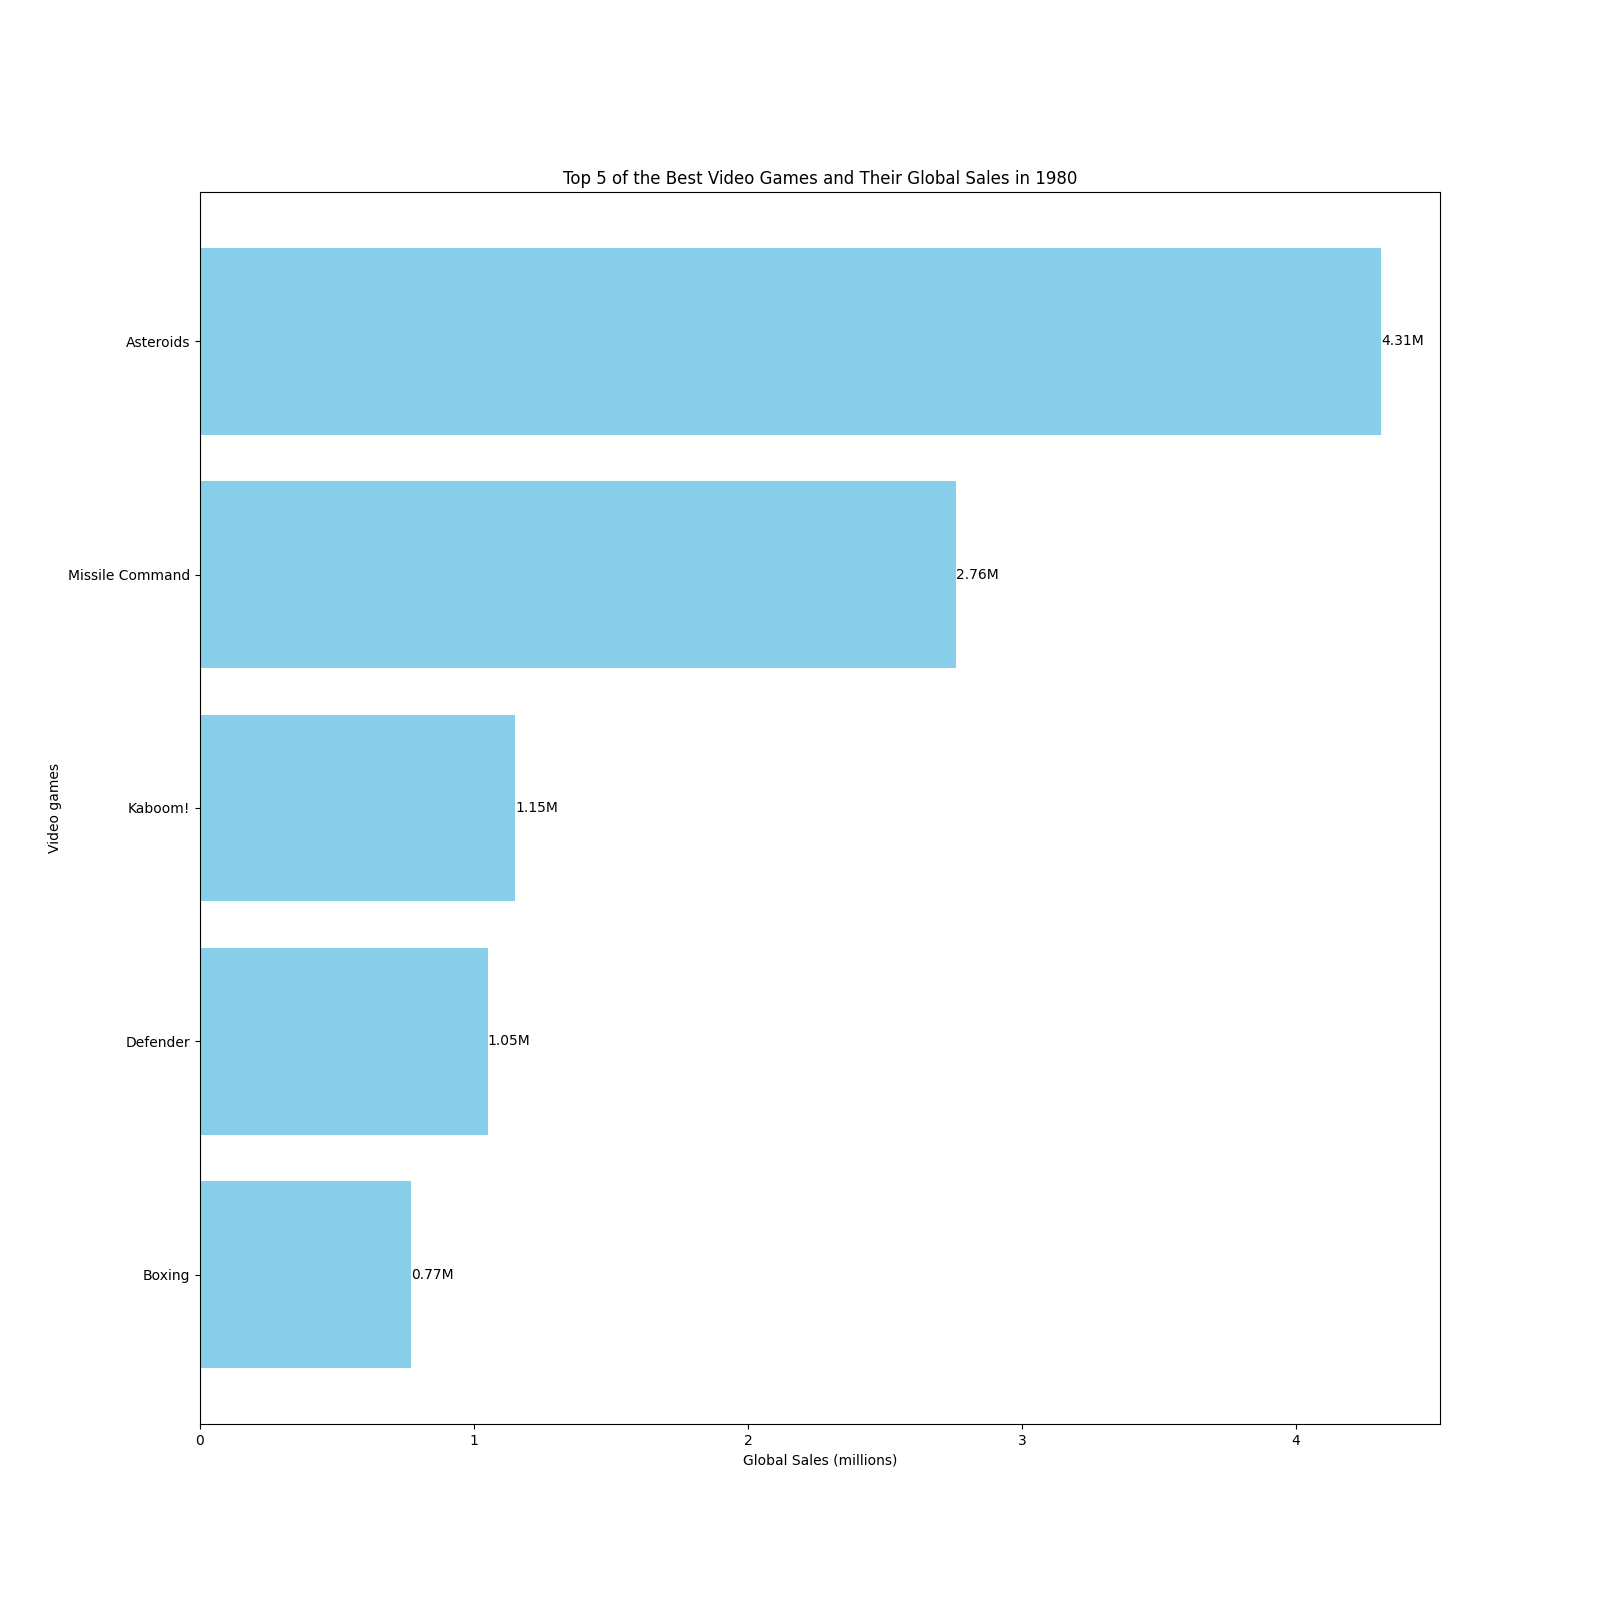 Top 5 of the Best Video Games and Their Global Sales in 1980
Asteroids
4.31M
Missile Command
2.76M
Video games
Kaboom!
1.15M
Defender
1.05M
Boxing
0.77M
0 1 2 3 4
Global Sales (millions)